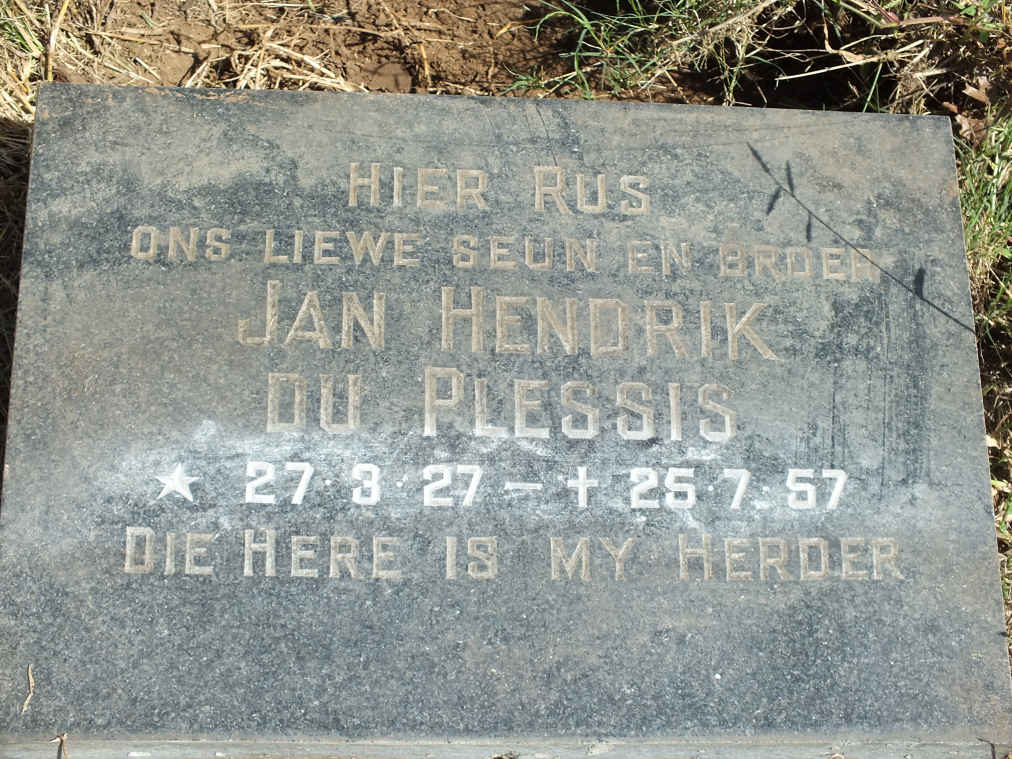 HIER RUS
ONS LIEWE SEUN EN BROER
JAN HENDRIK
DU PLESSIS
★ 27·3·27 – ✝ 25·7·57
DIE HERE IS MY HERDER